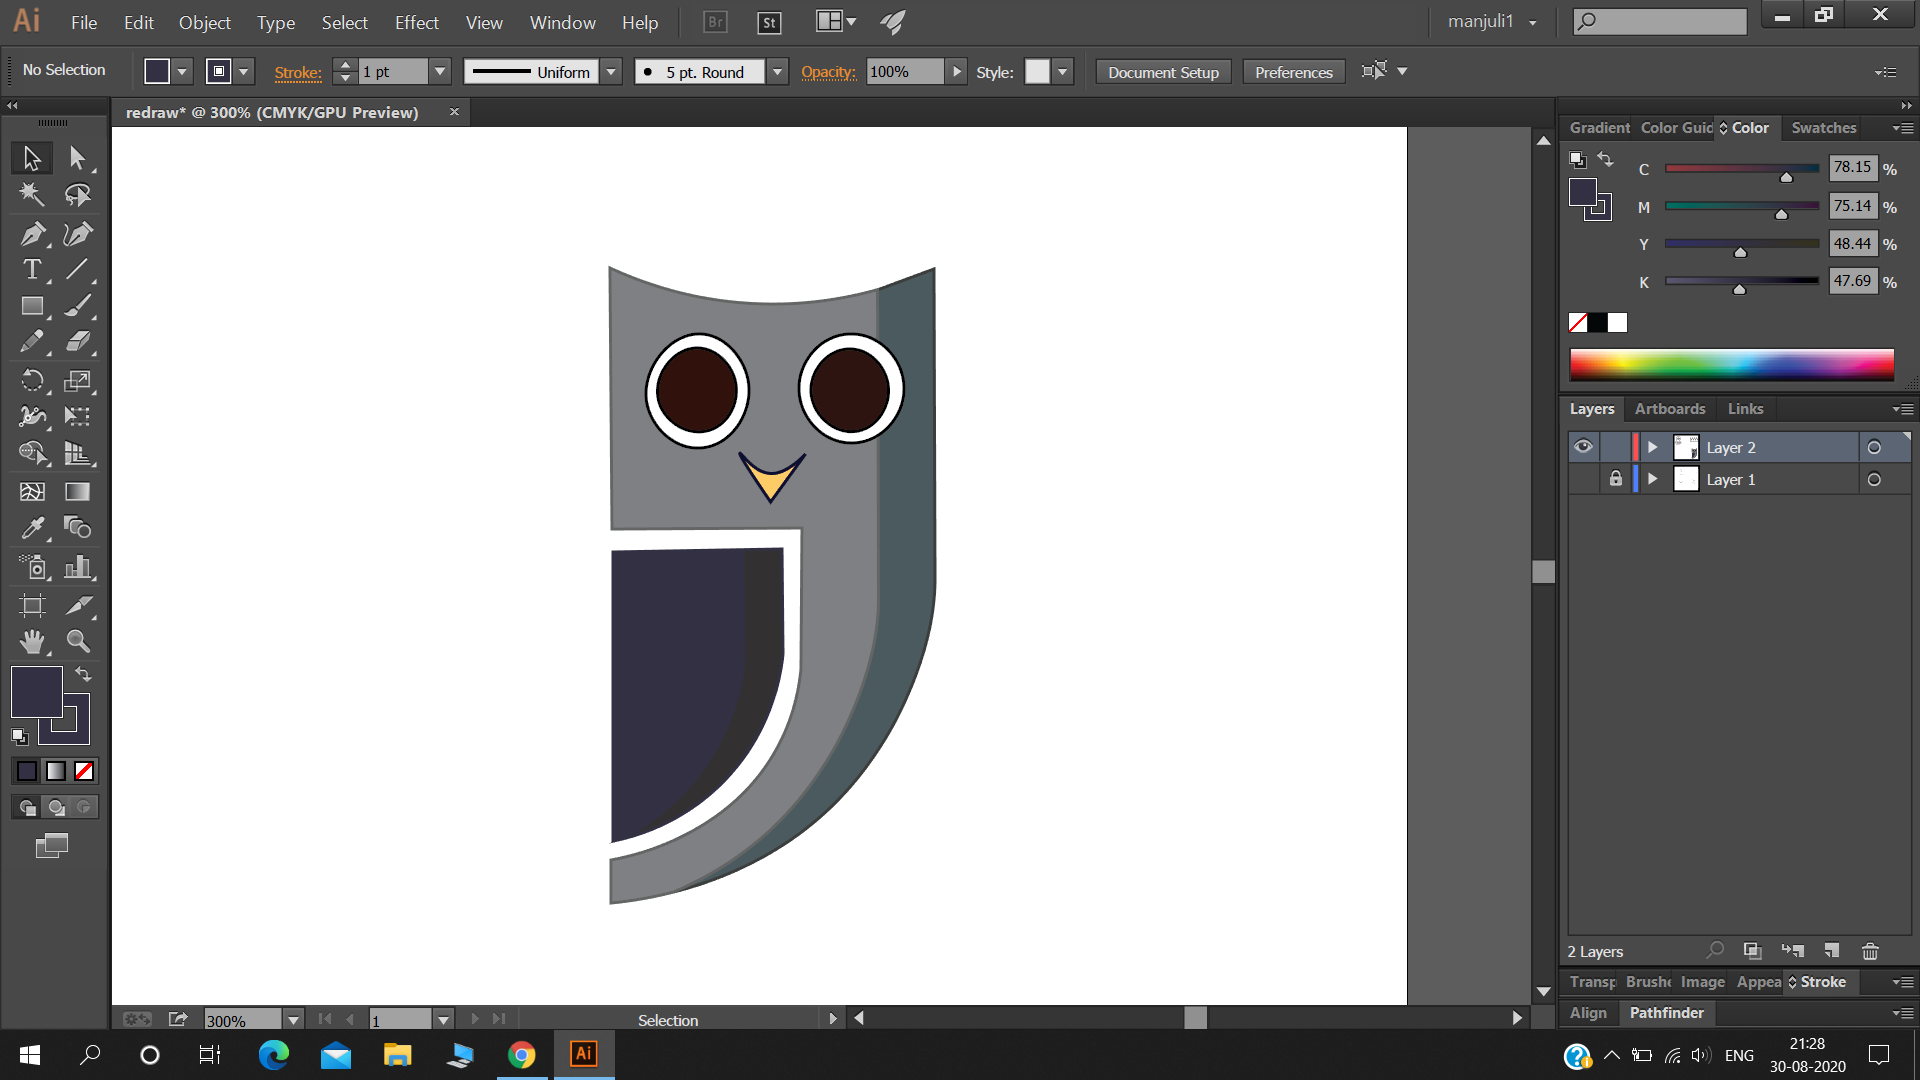 Ai File Edit Object Type Select Effect View Window Help Br St manjuli1
No Selection Stroke: 1 pt Uniform 5 pt. Round Opacity: 100% Style: Document Setup Preferences
redraw* @ 300% (CMYK/GPU Preview)
Gradient Color Guid Color Swatches
C 78.15 %
M 75.14 %
Y 48.44 %
K 47.69 %
Layers Artboards Links
Layer 2
Layer 1
2 Layers
Transp Brushe Image Appea Stroke
Align Pathfinder
300% 1 Selection
Ai ENG 21:28
30-08-2020